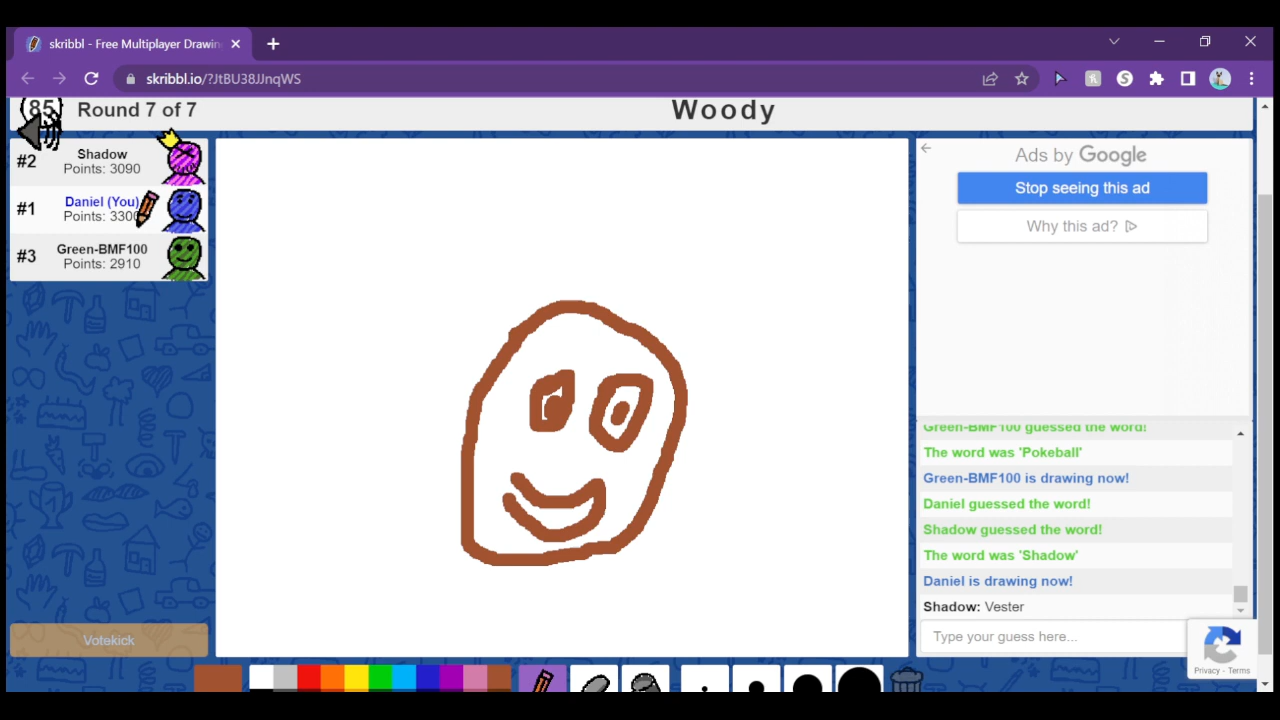 skribbl - Free Multiplayer Drawin
skribbl.io/?JtBU38JJnqWS
85
Round 7 of 7
Woody
#2
Shadow
Points: 3090
#1
Daniel (You)
Points: 3300
#3
Green-BMF100
Points: 2910
Votekick
Ads by Google
Stop seeing this ad
Why this ad?
Green-BMF100 guessed the word!
The word was 'Pokeball'
Green-BMF100 is drawing now!
Daniel guessed the word!
Shadow guessed the word!
The word was 'Shadow'
Daniel is drawing now!
Shadow: Vester
Type your guess here...
Privacy - Terms